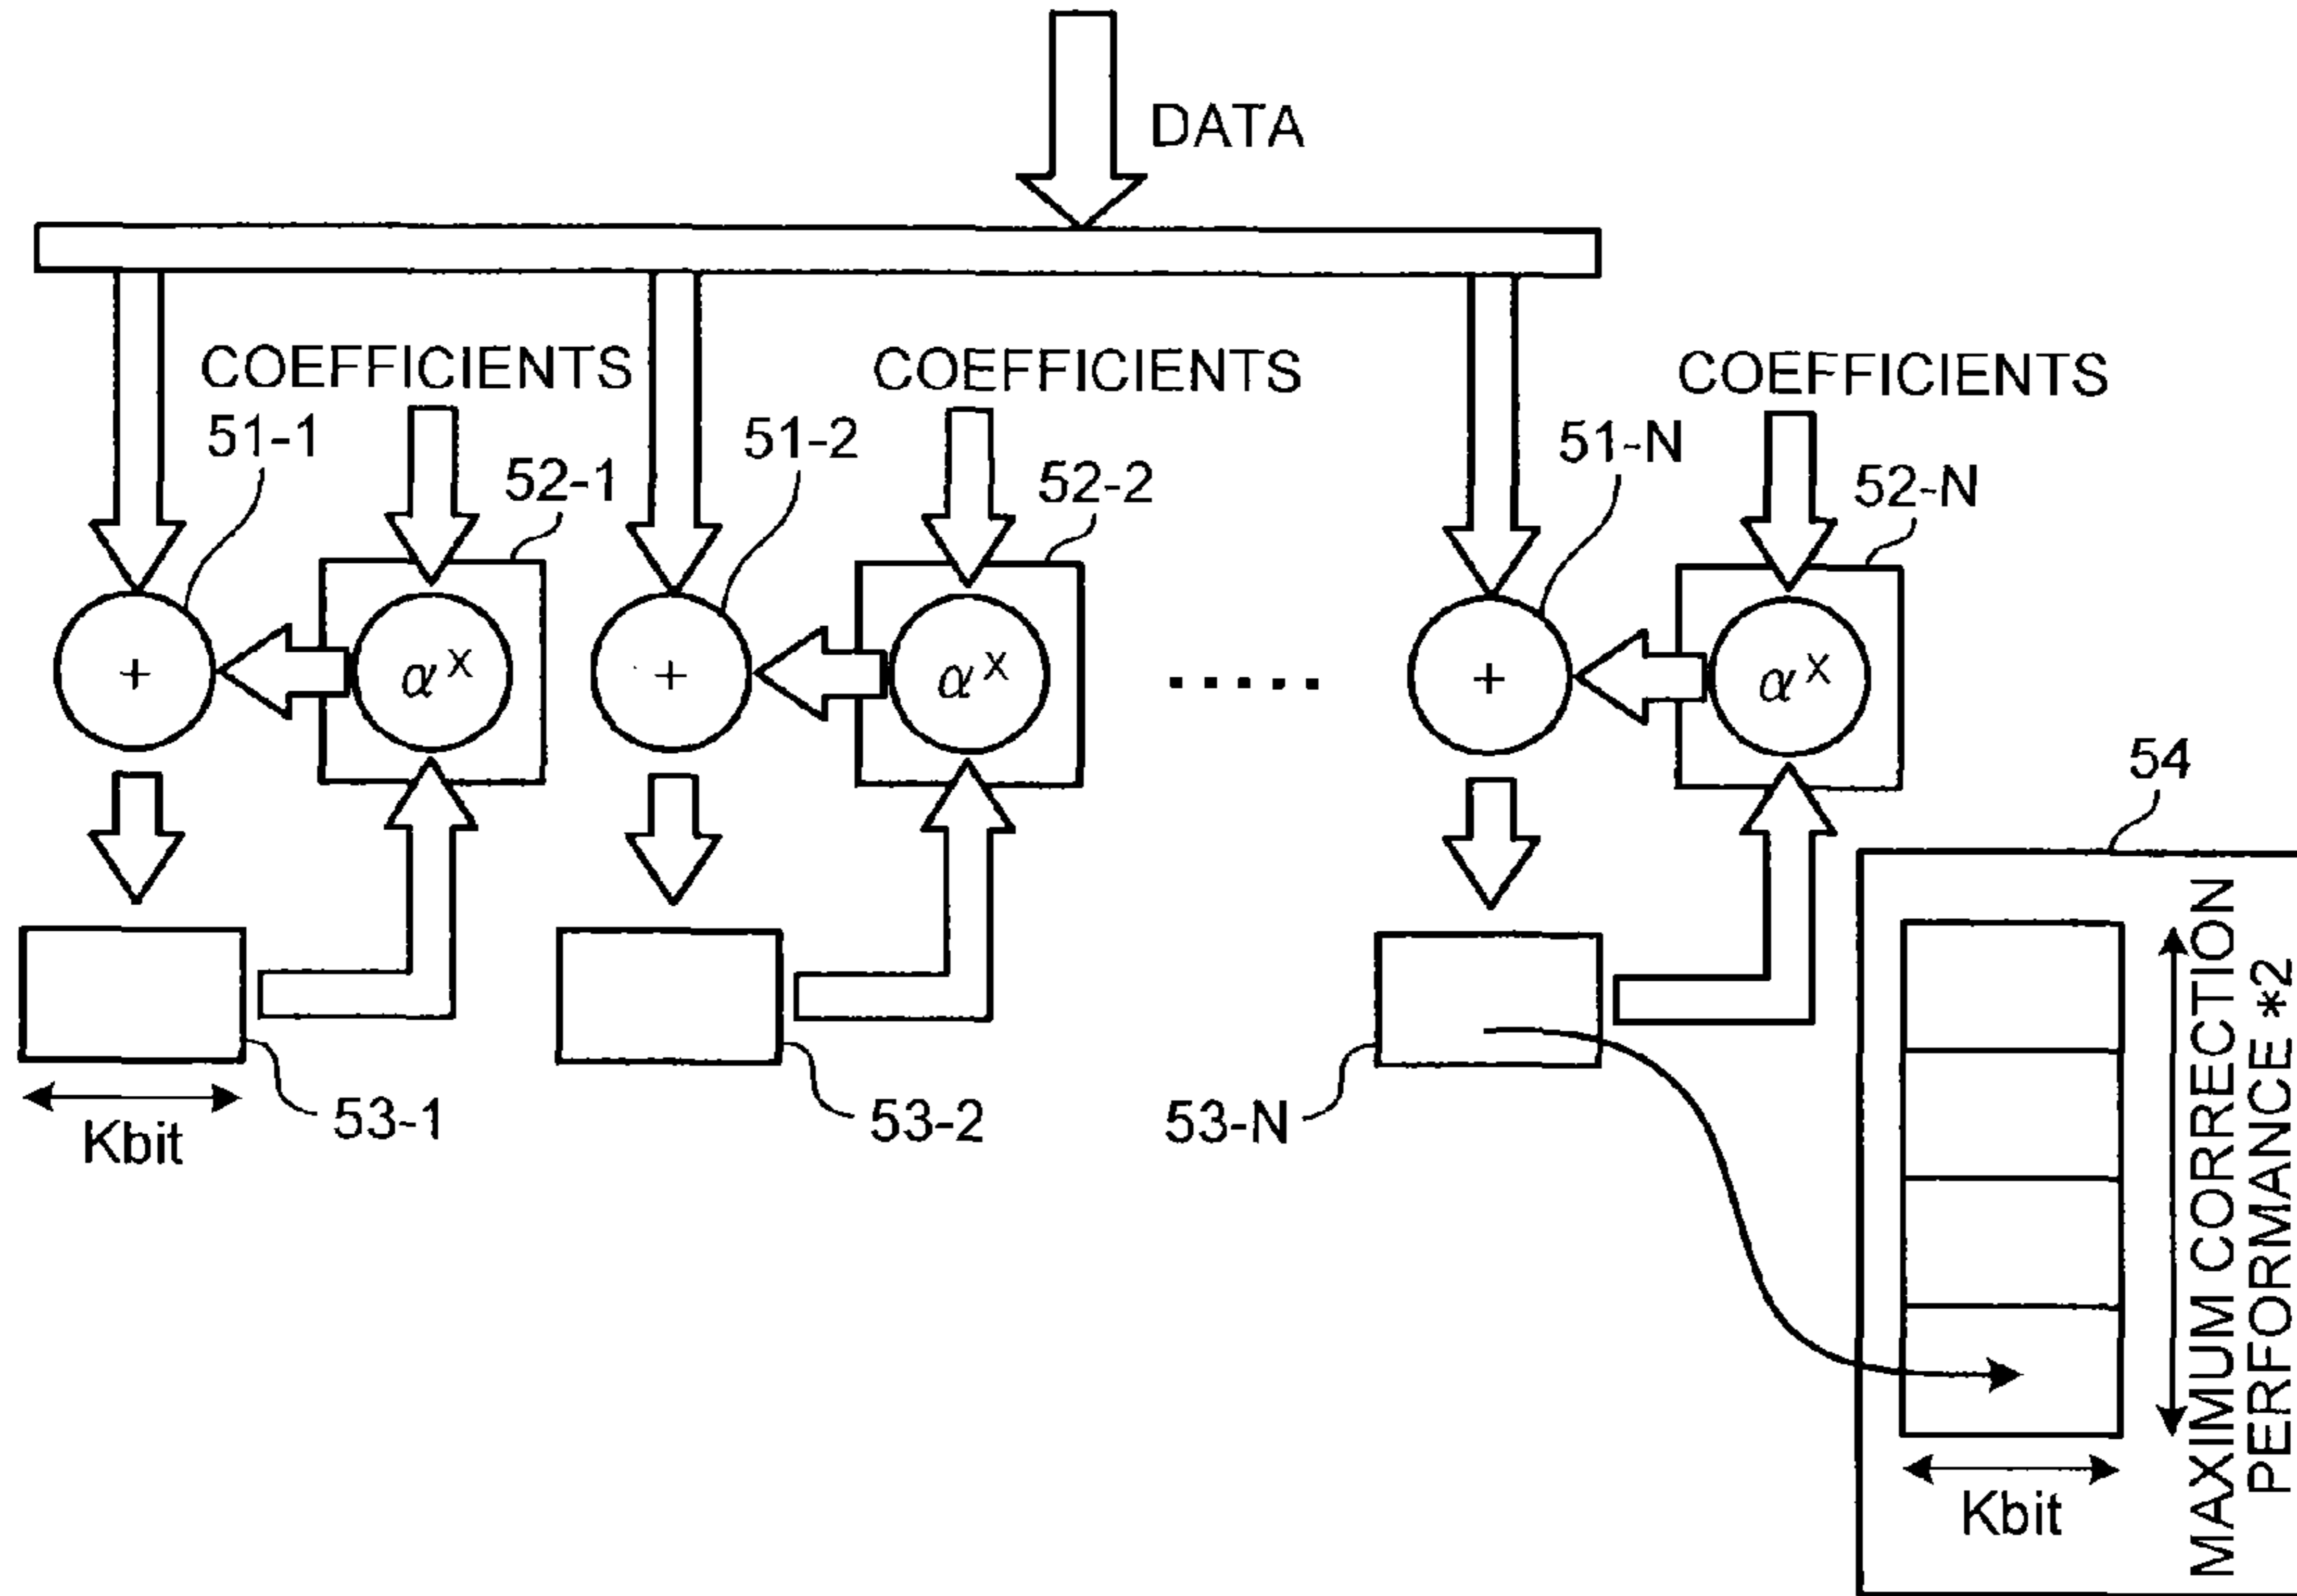 DATA
COEFFICIENTS
COEFFICIENTS
COEFFICIENTS
51-1
52-1
51-2
52-2
51-N
52-N
+
α^x
+
α^x
.....
+
α^x
54
53-1
Kbit
53-2
53-N
MAXIMUM CORRECTION
PERFORMANCE *2
Kbit